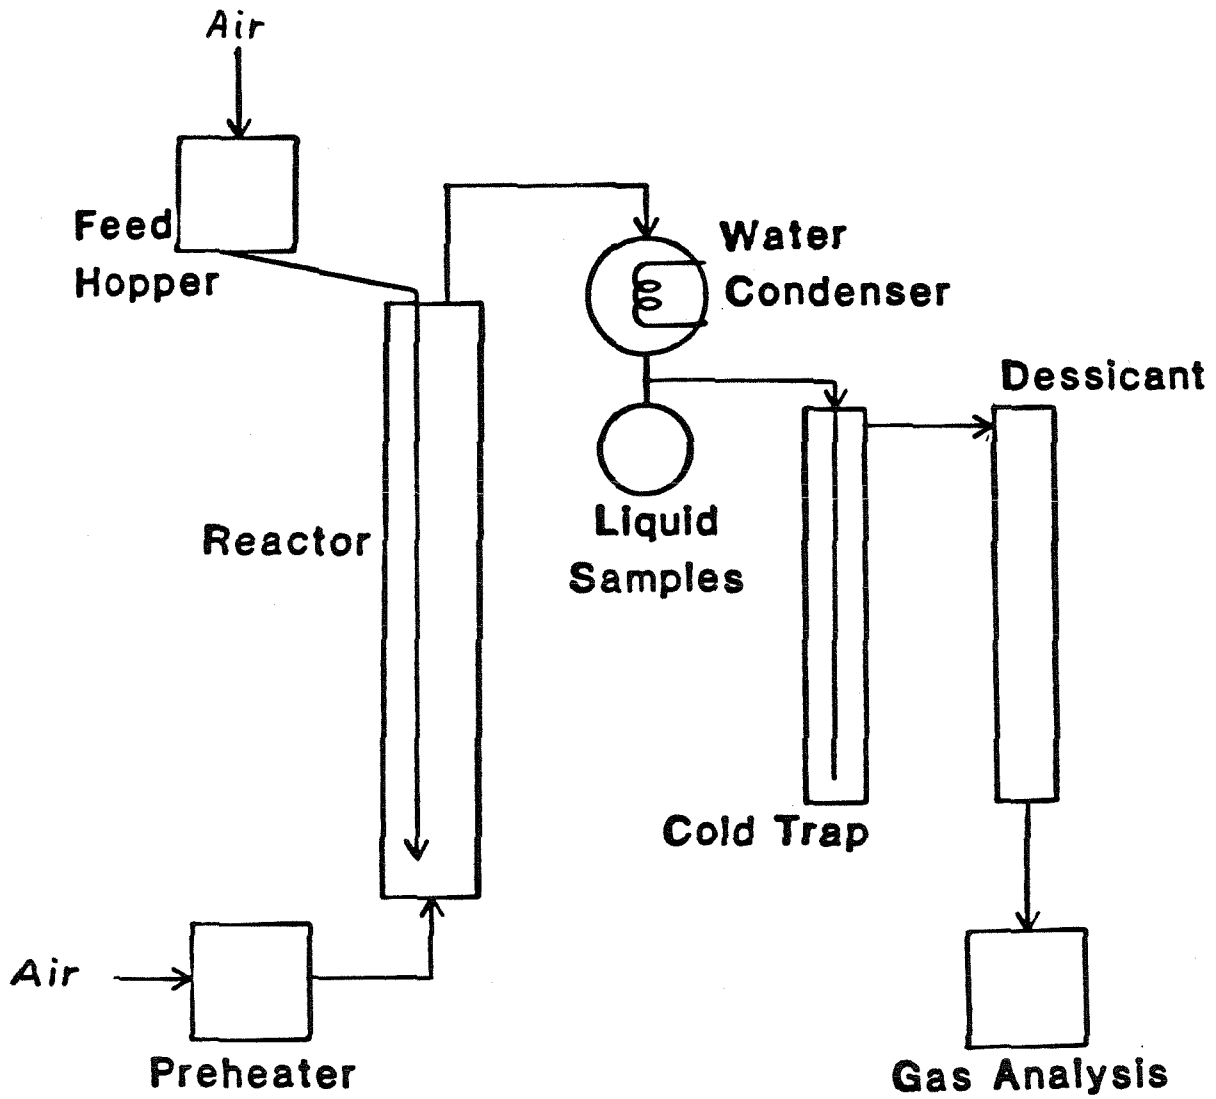 Air
Feed
Hopper
Water
Condenser
Dessicant
Reactor
Liquid
Samples
Cold Trap
Air
Preheater
Gas Analysis